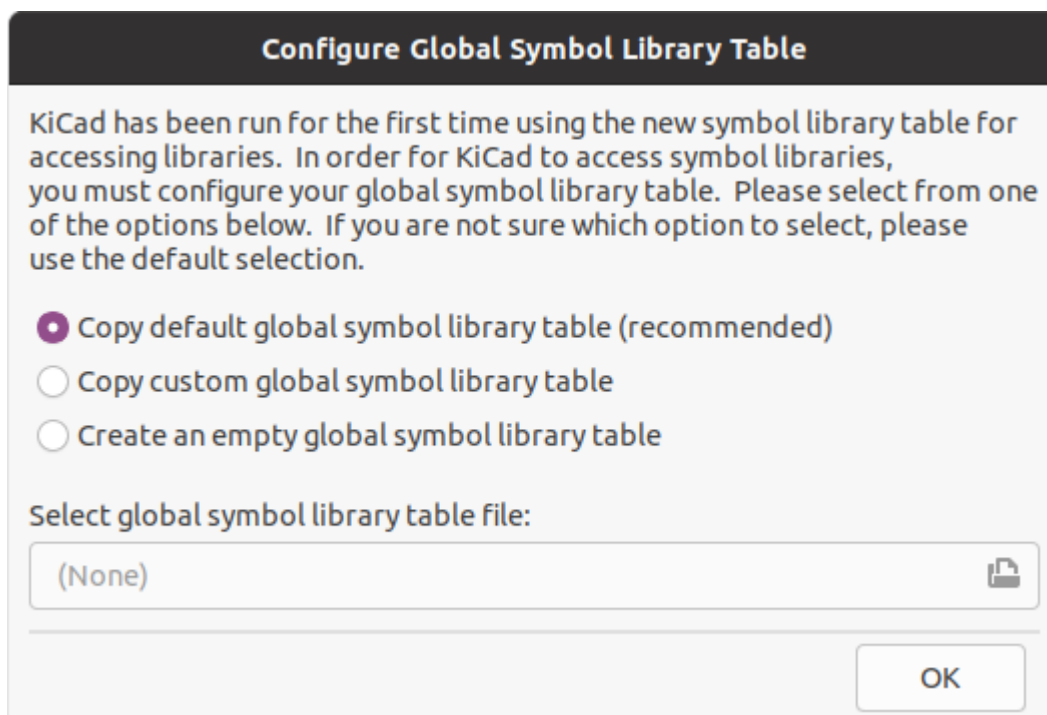 Configure Global Symbol Library Table
KiCad has been run for the first time using the new symbol library table for
accessing libraries.  In order for KiCad to access symbol libraries,
you must configure your global symbol library table.  Please select from one
of the options below.  If you are not sure which option to select, please
use the default selection.
Copy default global symbol library table (recommended)
Copy custom global symbol library table
Create an empty global symbol library table
Select global symbol library table file:
(None)
OK